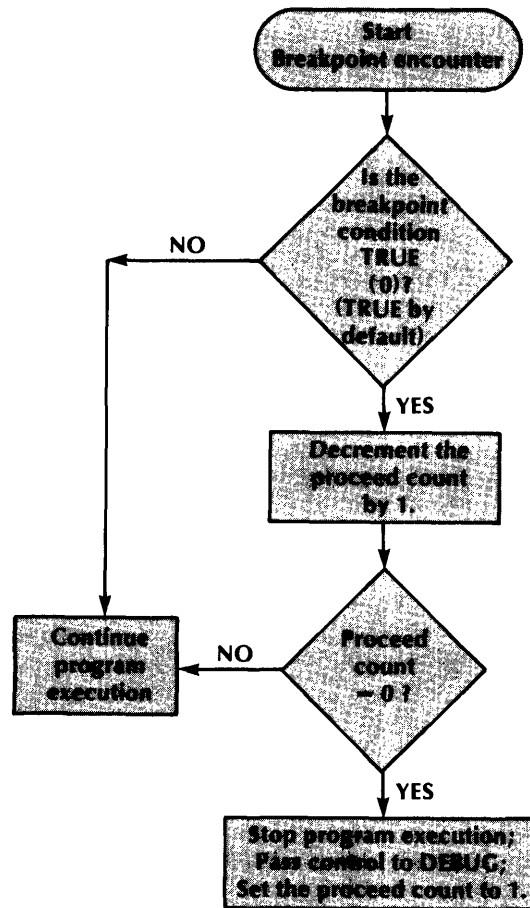 Start
Breakpoint encounter
Is the
breakpoint
condition
TRUE
(0)?
(TRUE by
default)
NO
YES
Decrement the
proceed count
by 1.
Continue
program
execution
NO
Proceed
count
= 0 ?
YES
Stop program execution;
Pass control to DEBUG;
Set the proceed count to 1.